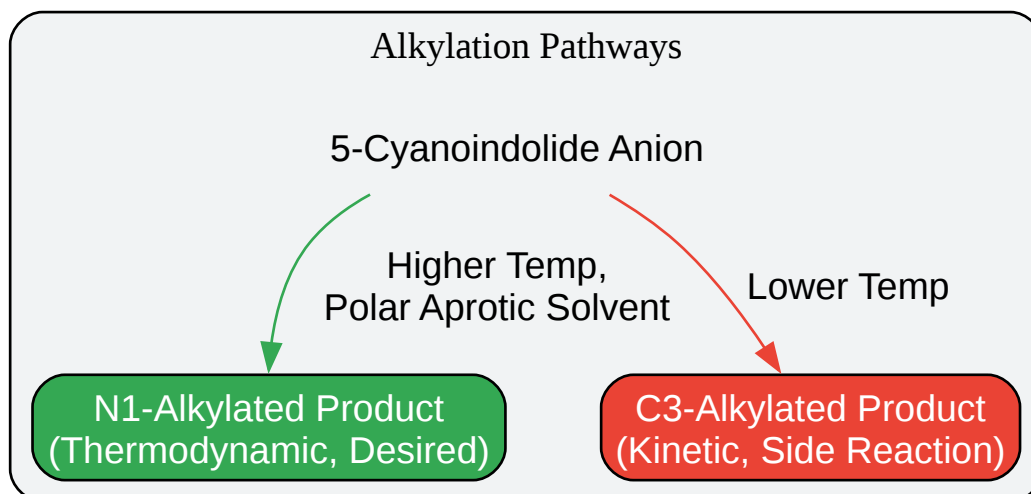 Alkylation Pathways
5-Cyanoindolide Anion
Higher Temp,
Polar Aprotic Solvent
Lower Temp
N1-Alkylated Product
(Thermodynamic, Desired)
C3-Alkylated Product
(Kinetic, Side Reaction)